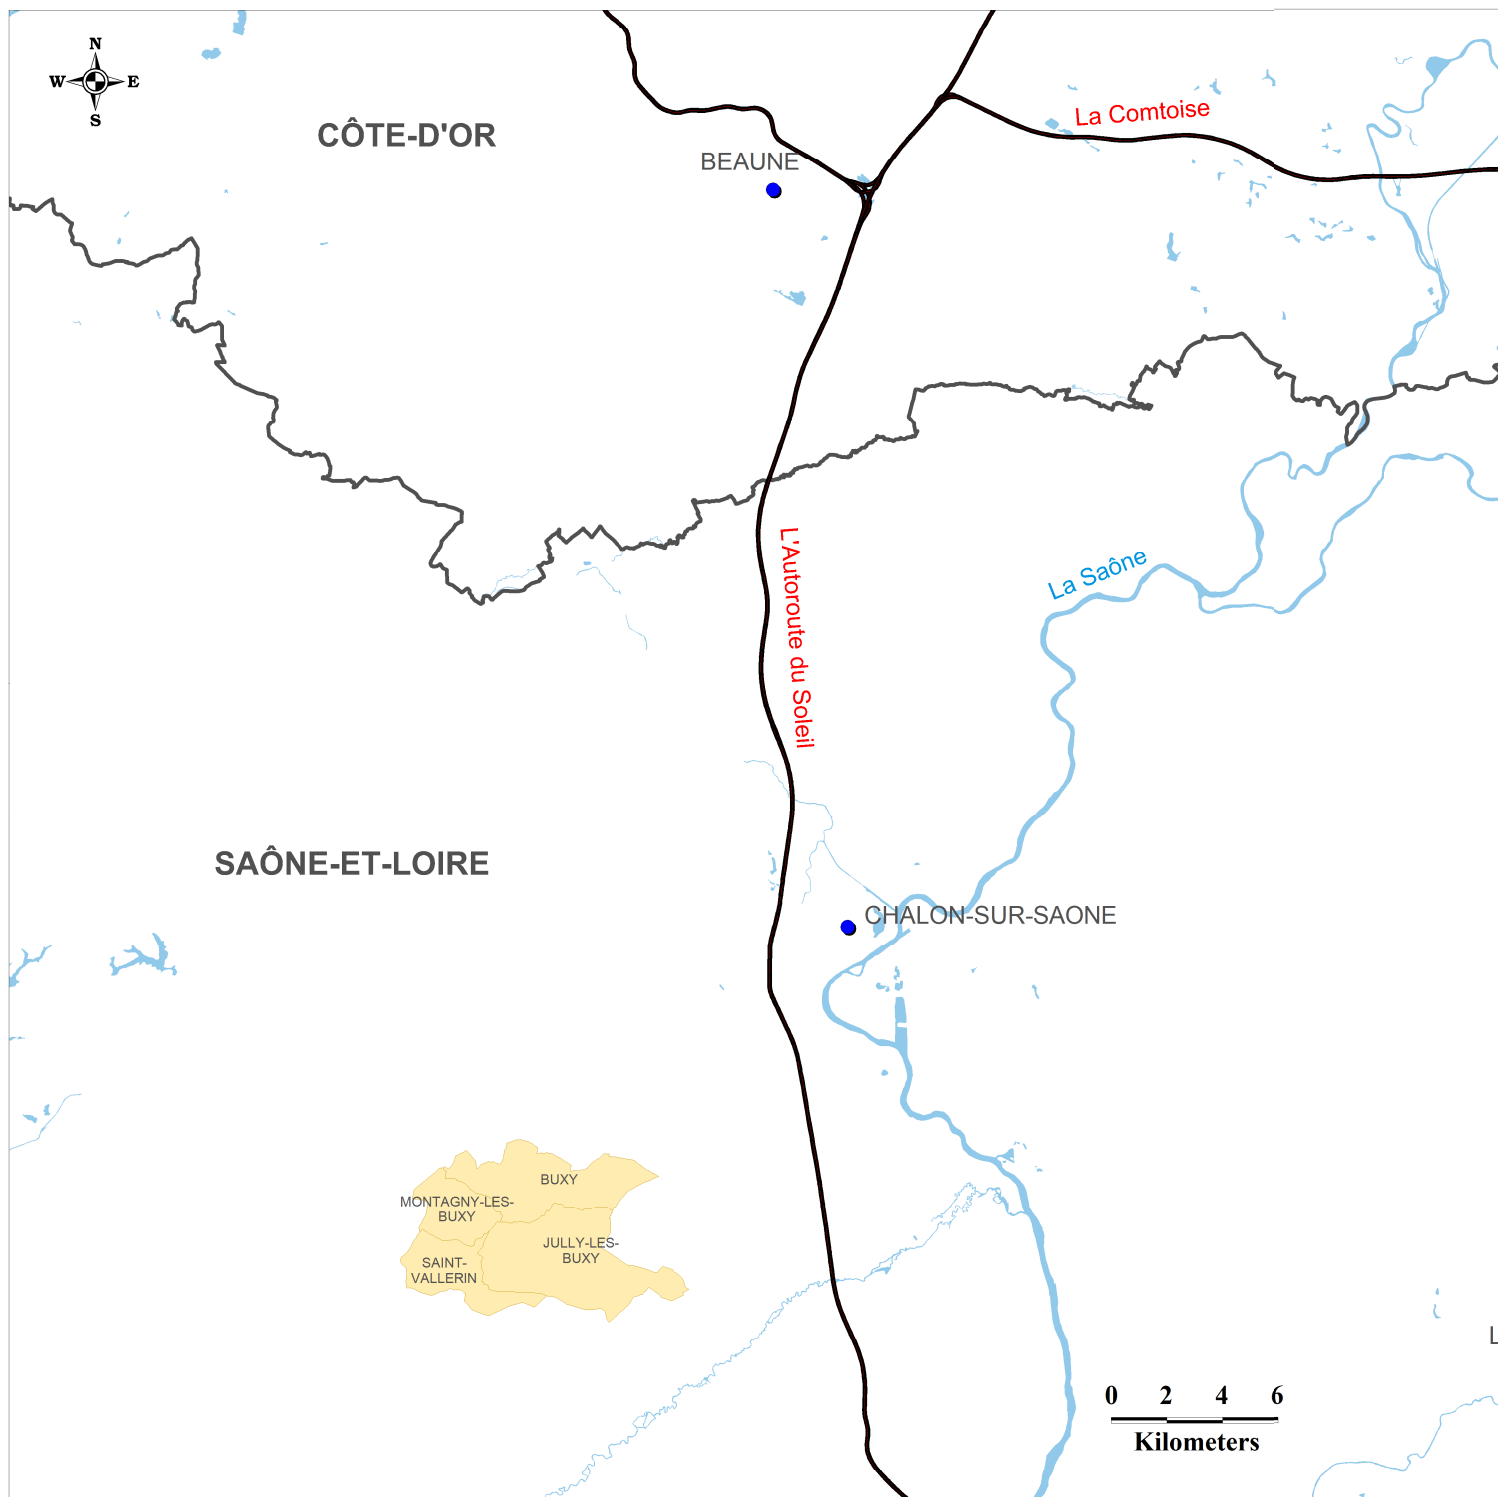 N
W E
S
CÔTE-D'OR
La Comtoise
BEAUNE
L'Autoroute du Soleil
La Saône
SAÔNE-ET-LOIRE
CHALON-SUR-SAONE
BUXY
MONTAGNY-LES-
BUXY
JULLY-LES-
BUXY
SAINT-
VALLERIN
L
0 2 4 6
Kilometers